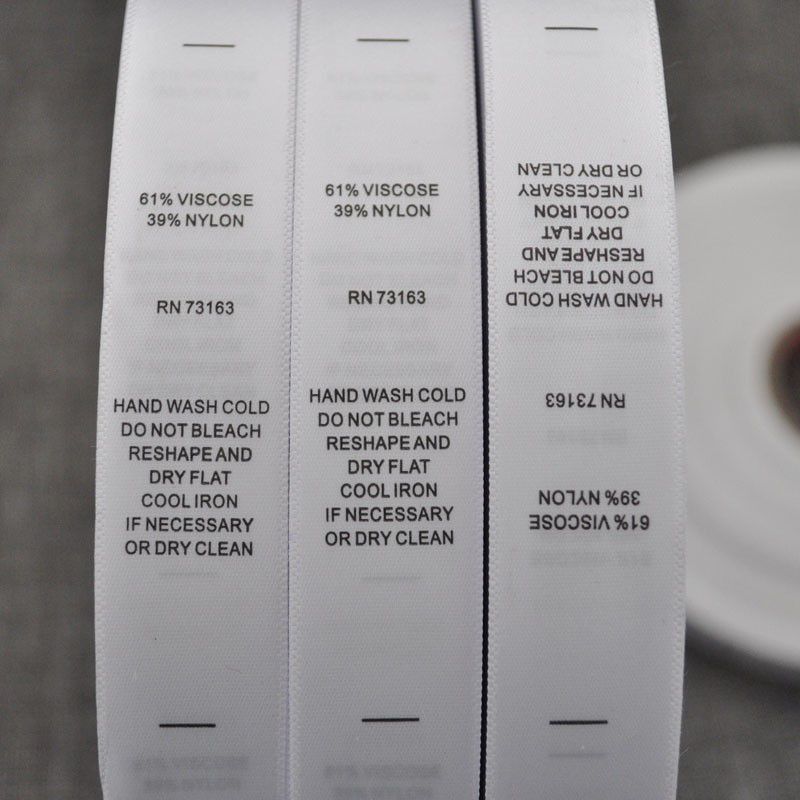 61% VISCOSE
39% NYLON
RN 73163
HAND WASH COLD
DO NOT BLEACH
RESHAPE AND
DRY FLAT
COOL IRON
IF NECESSARY
OR DRY CLEAN
61% VISCOSE
39% NYLON
RN 73163
HAND WASH COLD
DO NOT BLEACH
RESHAPE AND
DRY FLAT
COOL IRON
IF NECESSARY
OR DRY CLEAN
61% VISCOSE
39% NYLON
RN 73163
HAND WASH COLD
DO NOT BLEACH
RESHAPE AND
DRY FLAT
COOL IRON
IF NECESSARY
OR DRY CLEAN